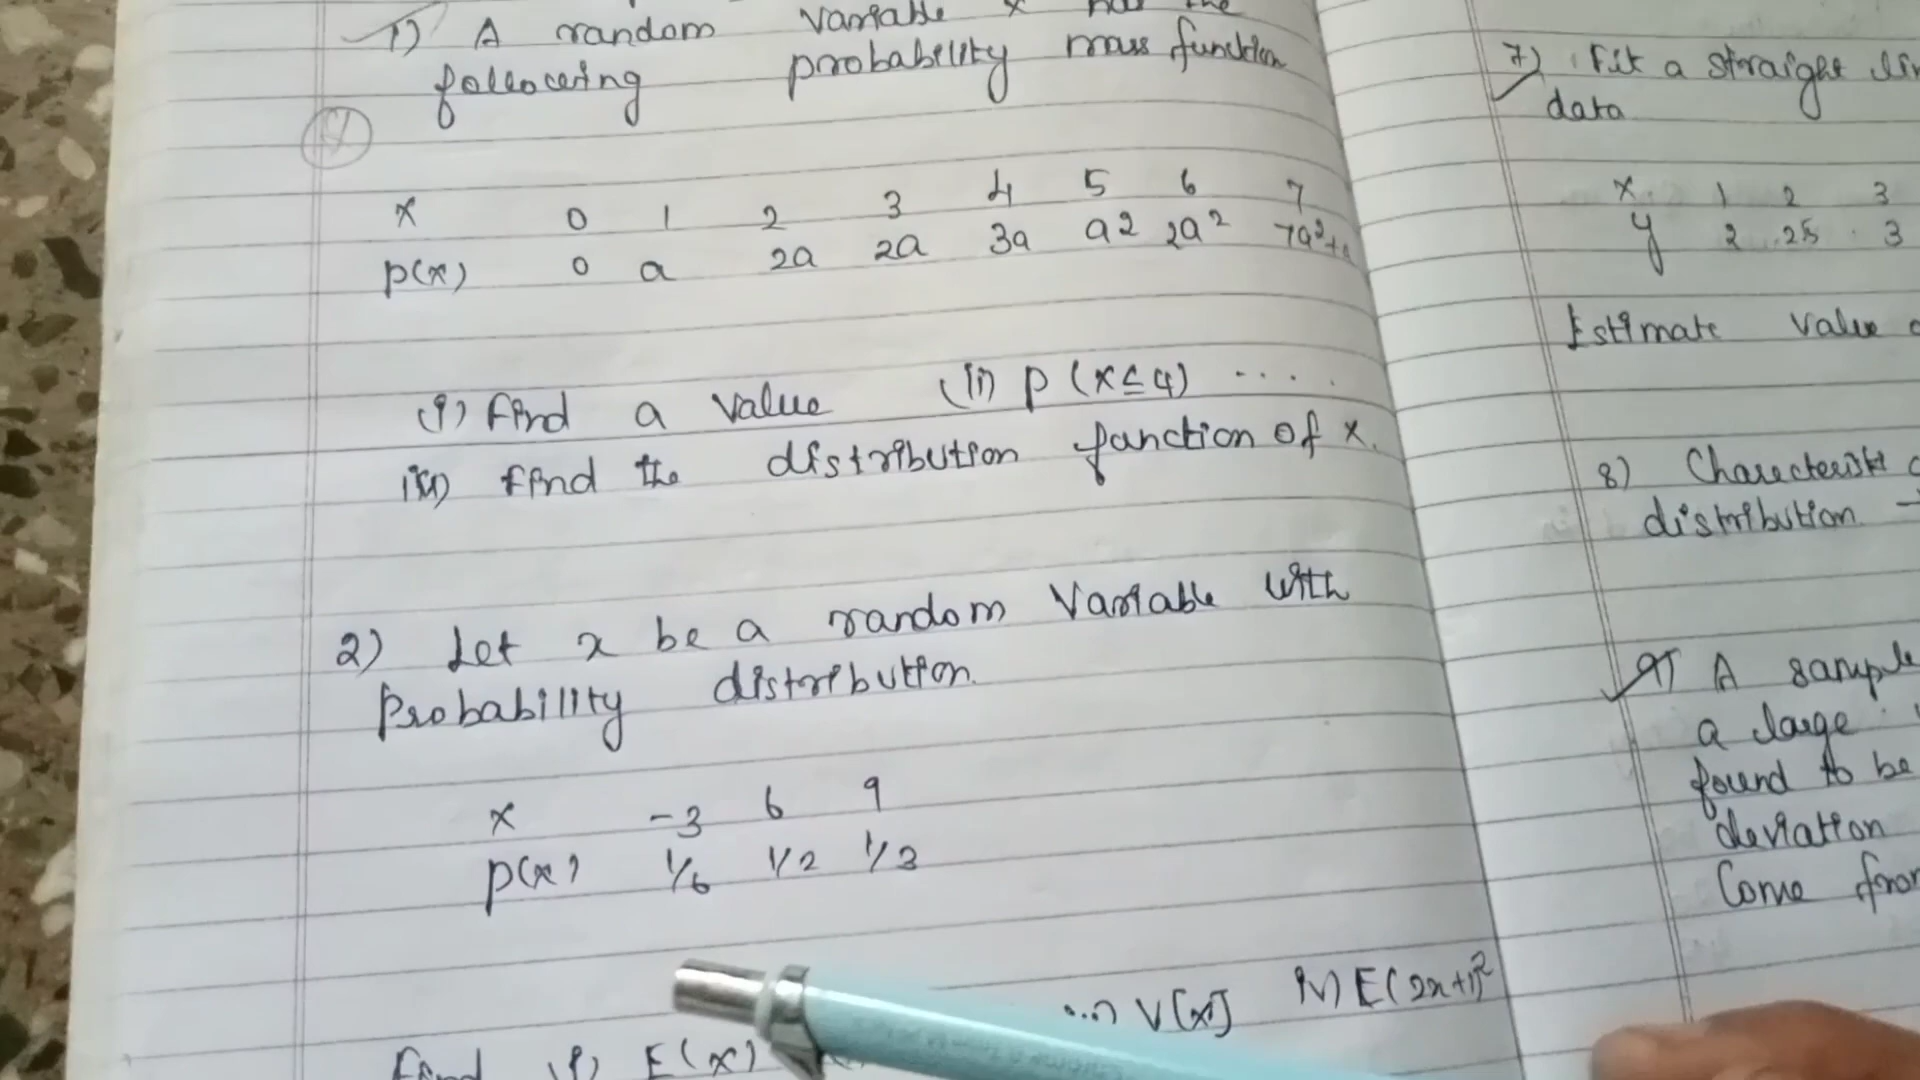 1) A random variable x has the
following probability mass function
x 0 1 2 3 4 5 6 7
p(x) 0 a 2a 2a 3a a2 2a² 7a²+a
(i) Find a value (ii) p (x≤4) ....
iii) Find the distribution function of x.
2) Let x be a random variable with
Probability distribution.
x -3 6 9
p(x) 1/6 1/2 1/3
Find (i) E(x) V[x] iv) E(2x+1)²
7) Fit a straight
data
x 1 2 3
y 2 25 3
Estimate value
8)
distribution.
9) A sample
a large
found to be
deviation
Come